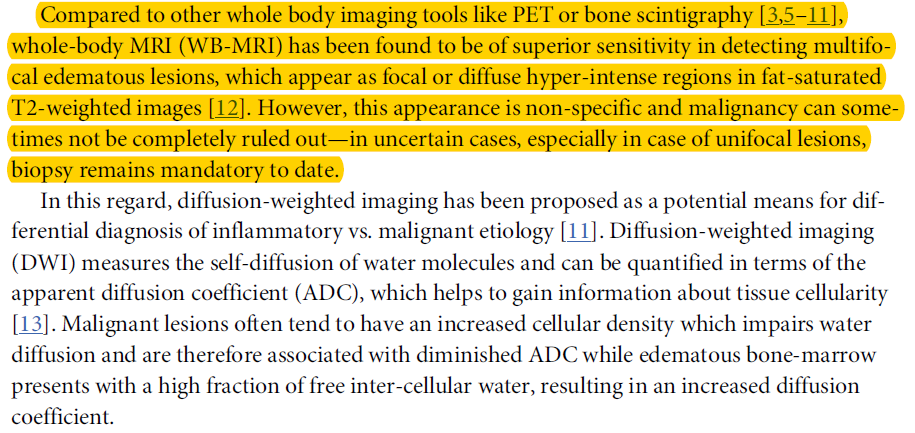 Compared to other whole body imaging tools like PET or bone scintigraphy [3,5–11],
whole-body MRI (WB-MRI) has been found to be of superior sensitivity in detecting multifo-
cal edematous lesions, which appear as focal or diffuse hyper-intense regions in fat-saturated
T2-weighted images [12]. However, this appearance is non-specific and malignancy can some-
times not be completely ruled out—in uncertain cases, especially in case of unifocal lesions,
biopsy remains mandatory to date.
In this regard, diffusion-weighted imaging has been proposed as a potential means for dif-
ferential diagnosis of inflammatory vs. malignant etiology [11]. Diffusion-weighted imaging
(DWI) measures the self-diffusion of water molecules and can be quantified in terms of the
apparent diffusion coefficient (ADC), which helps to gain information about tissue cellularity
[13]. Malignant lesions often tend to have an increased cellular density which impairs water
diffusion and are therefore associated with diminished ADC while edematous bone-marrow
presents with a high fraction of free inter-cellular water, resulting in an increased diffusion
coefficient.